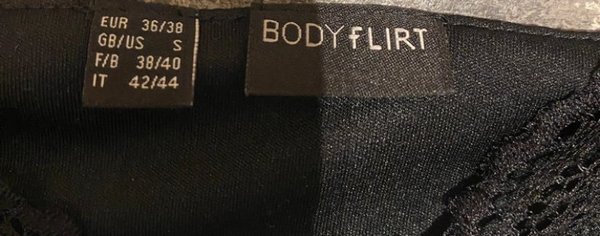 EUR 36/38
GB/US S
F/B 38/40
IT 42/44
BODYfLIRT